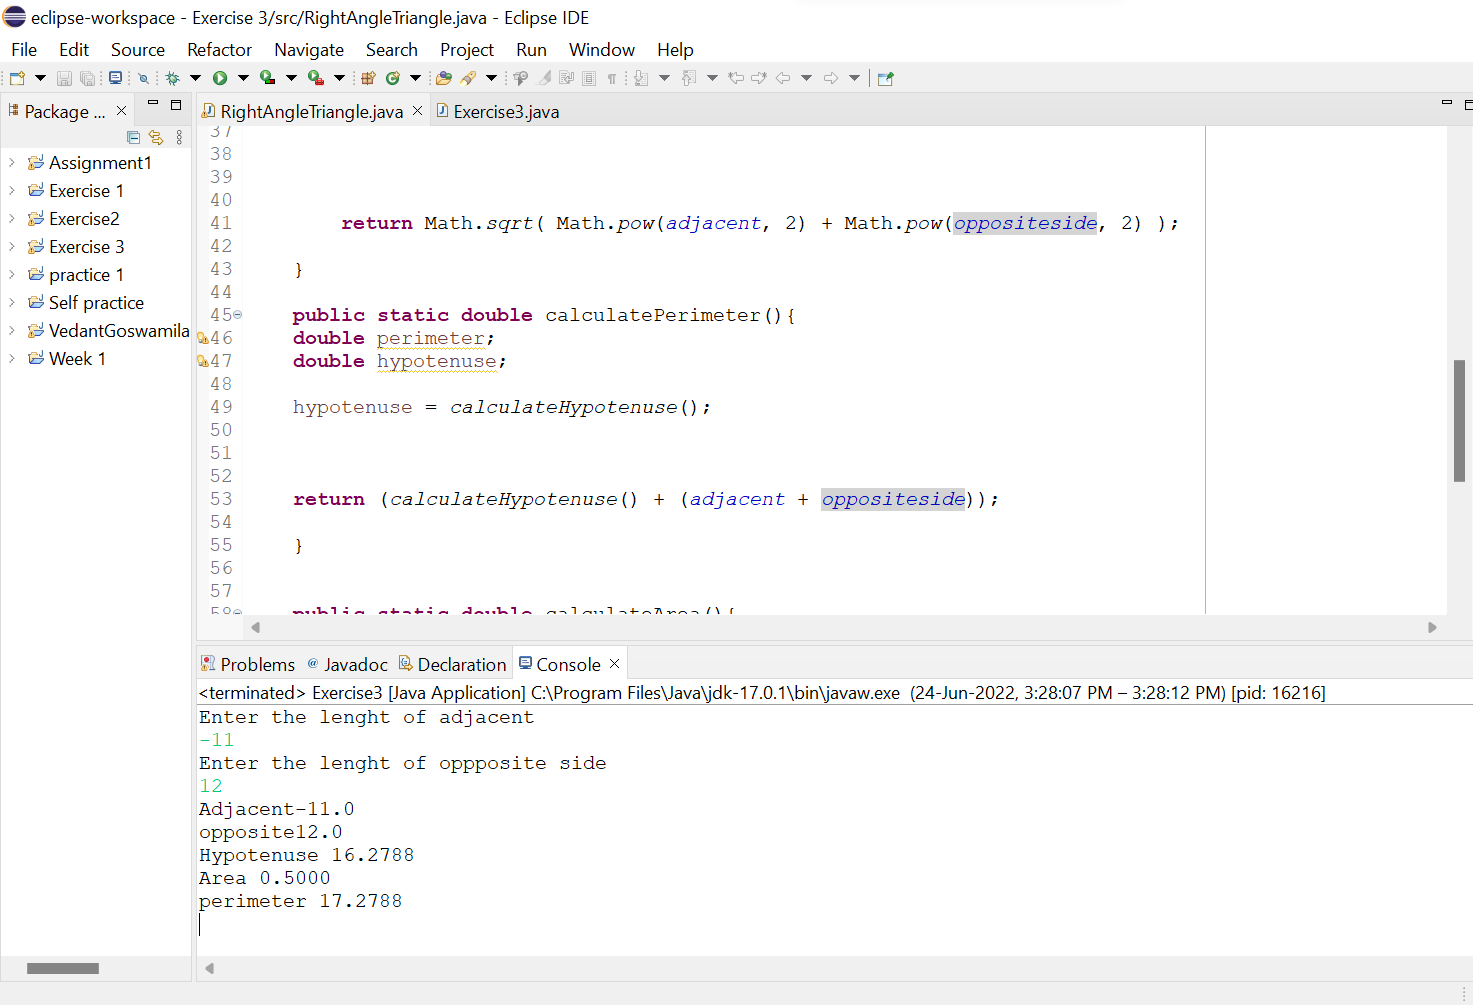 eclipse-workspace - Exercise 3/src/RightAngleTriangle.java - Eclipse IDE
File Edit Source Refactor Navigate Search Project Run Window Help
Package ...
RightAngleTriangle.java
Exercise3.java
Assignment1
Exercise 1
Exercise2
Exercise 3
practice 1
Self practice
VedantGoswamila
Week 1
37
38
39
40
41 return Math.sqrt( Math.pow(adjacent, 2) + Math.pow(oppositeside, 2) );
42
43 }
44
45 public static double calculatePerimeter(){
46 double perimeter;
47 double hypotenuse;
48
49 hypotenuse = calculateHypotenuse();
50
51
52
53 return (calculateHypotenuse() + (adjacent + oppositeside));
54
55 }
56
57
58 public static double calculateArea(){
Problems @ Javadoc Declaration Console
<terminated> Exercise3 [Java Application] C:\Program Files\Java\jdk-17.0.1\bin\javaw.exe (24-Jun-2022, 3:28:07 PM – 3:28:12 PM) [pid: 16216]
Enter the lenght of adjacent
-11
Enter the lenght of oppposite side
12
Adjacent-11.0
opposite12.0
Hypotenuse 16.2788
Area 0.5000
perimeter 17.2788